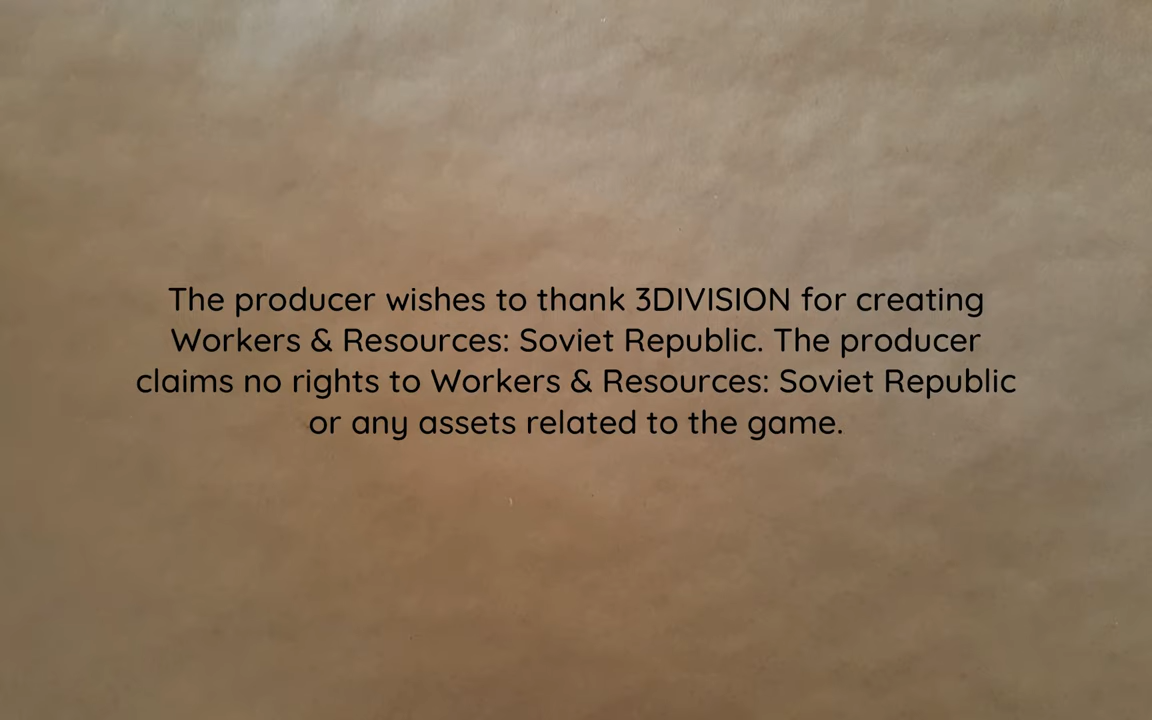 The producer wishes to thank 3DIVISION for creating
Workers & Resources: Soviet Republic. The producer
claims no rights to Workers & Resources: Soviet Republic
or any assets related to the game.